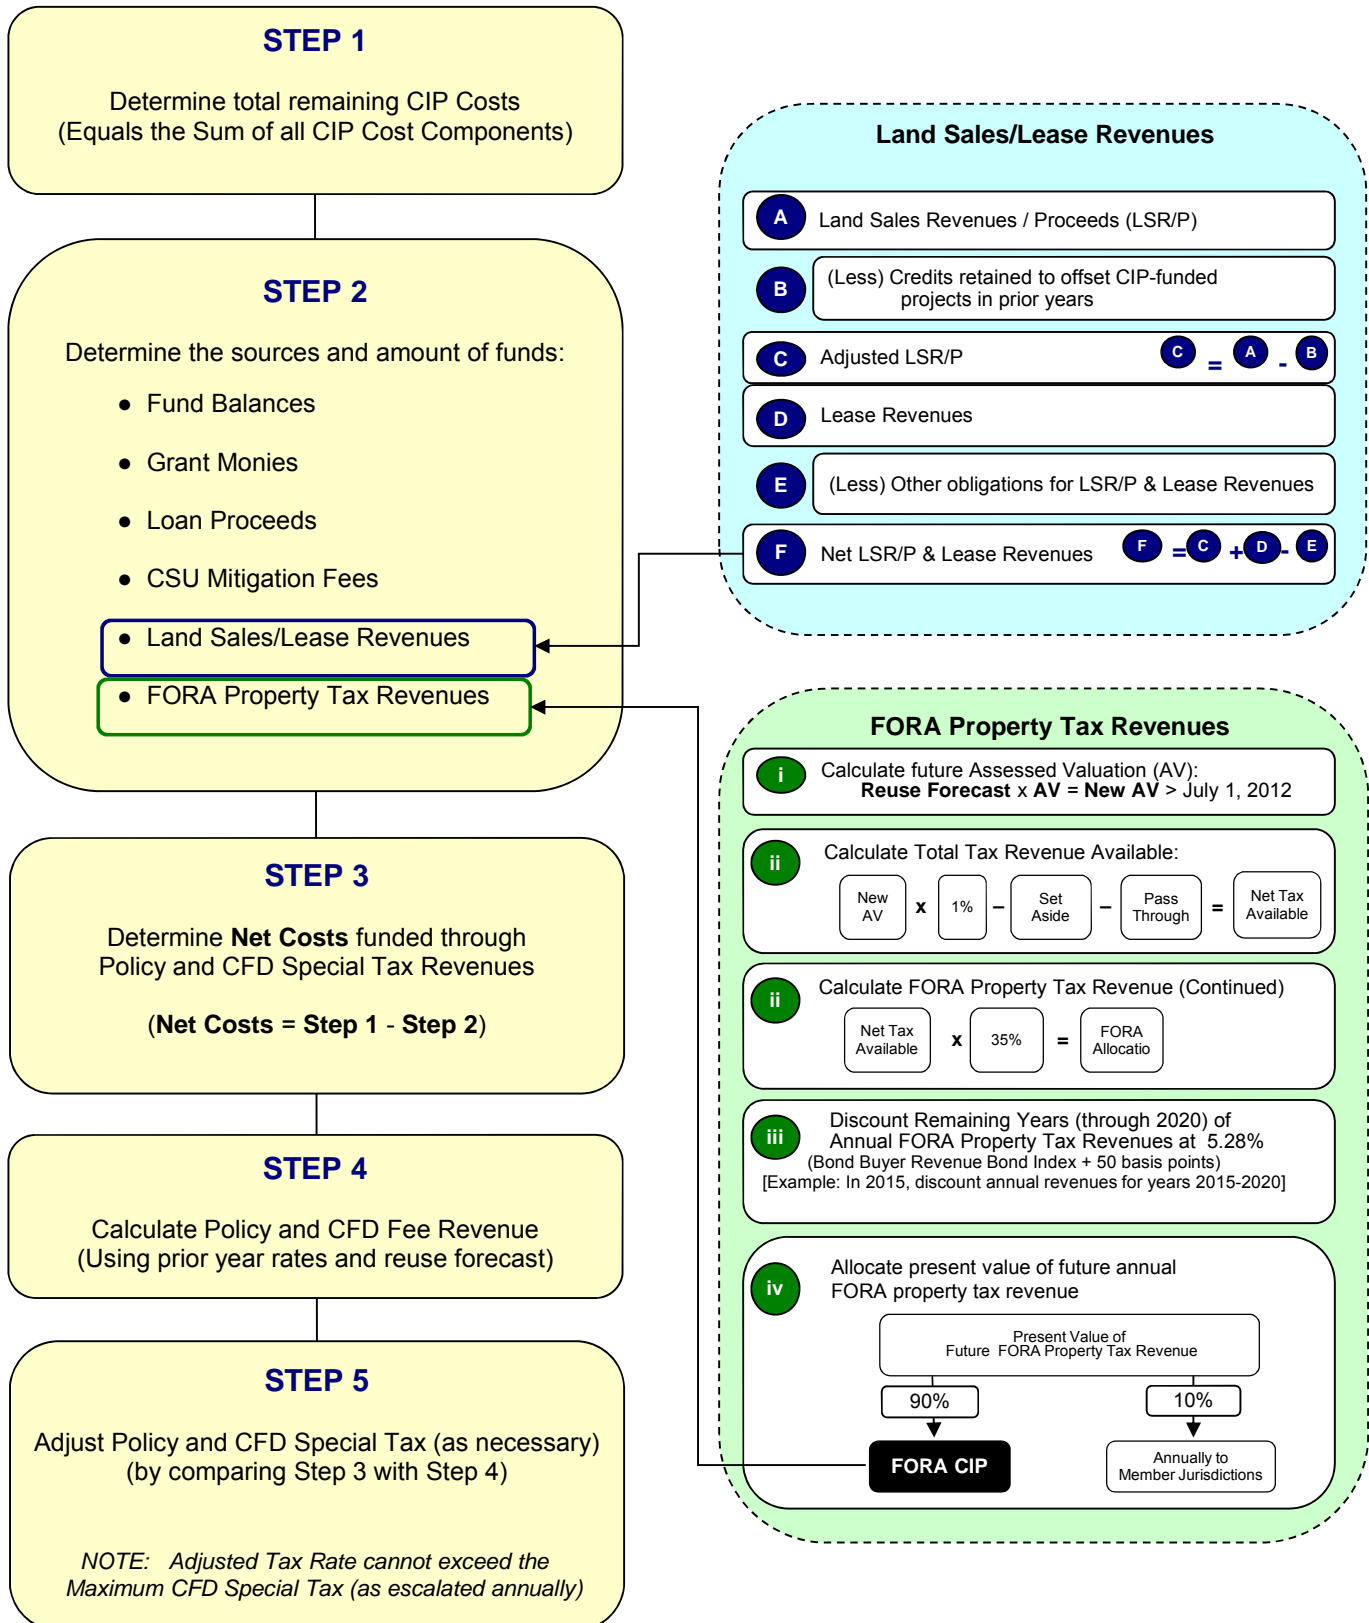 STEP 1
Determine total remaining CIP Costs
(Equals the Sum of all CIP Cost Components)
STEP 2
Determine the sources and amount of funds:
● Fund Balances
● Grant Monies
● Loan Proceeds
● CSU Mitigation Fees
● Land Sales/Lease Revenues
● FORA Property Tax Revenues
STEP 3
Determine Net Costs funded through
Policy and CFD Special Tax Revenues
(Net Costs = Step 1 - Step 2)
STEP 4
Calculate Policy and CFD Fee Revenue
(Using prior year rates and reuse forecast)
STEP 5
Adjust Policy and CFD Special Tax (as necessary)
(by comparing Step 3 with Step 4)
NOTE: Adjusted Tax Rate cannot exceed the
Maximum CFD Special Tax (as escalated annually)
Land Sales/Lease Revenues
A Land Sales Revenues / Proceeds (LSR/P)
B (Less) Credits retained to offset CIP-funded
projects in prior years
C Adjusted LSR/P C = A - B
D Lease Revenues
E (Less) Other obligations for LSR/P & Lease Revenues
F Net LSR/P & Lease Revenues F = C + D - E
FORA Property Tax Revenues
i Calculate future Assessed Valuation (AV):
Reuse Forecast x AV = New AV > July 1, 2012
ii Calculate Total Tax Revenue Available:
New AV x 1% – Set Aside – Pass Through = Net Tax Available
ii Calculate FORA Property Tax Revenue (Continued)
Net Tax Available x 35% = FORA Allocatio
iii Discount Remaining Years (through 2020) of
Annual FORA Property Tax Revenues at 5.28%
(Bond Buyer Revenue Bond Index + 50 basis points)
[Example: In 2015, discount annual revenues for years 2015-2020]
iv Allocate present value of future annual
FORA property tax revenue
Present Value of
Future FORA Property Tax Revenue
90% 10%
FORA CIP
Annually to
Member Jurisdictions